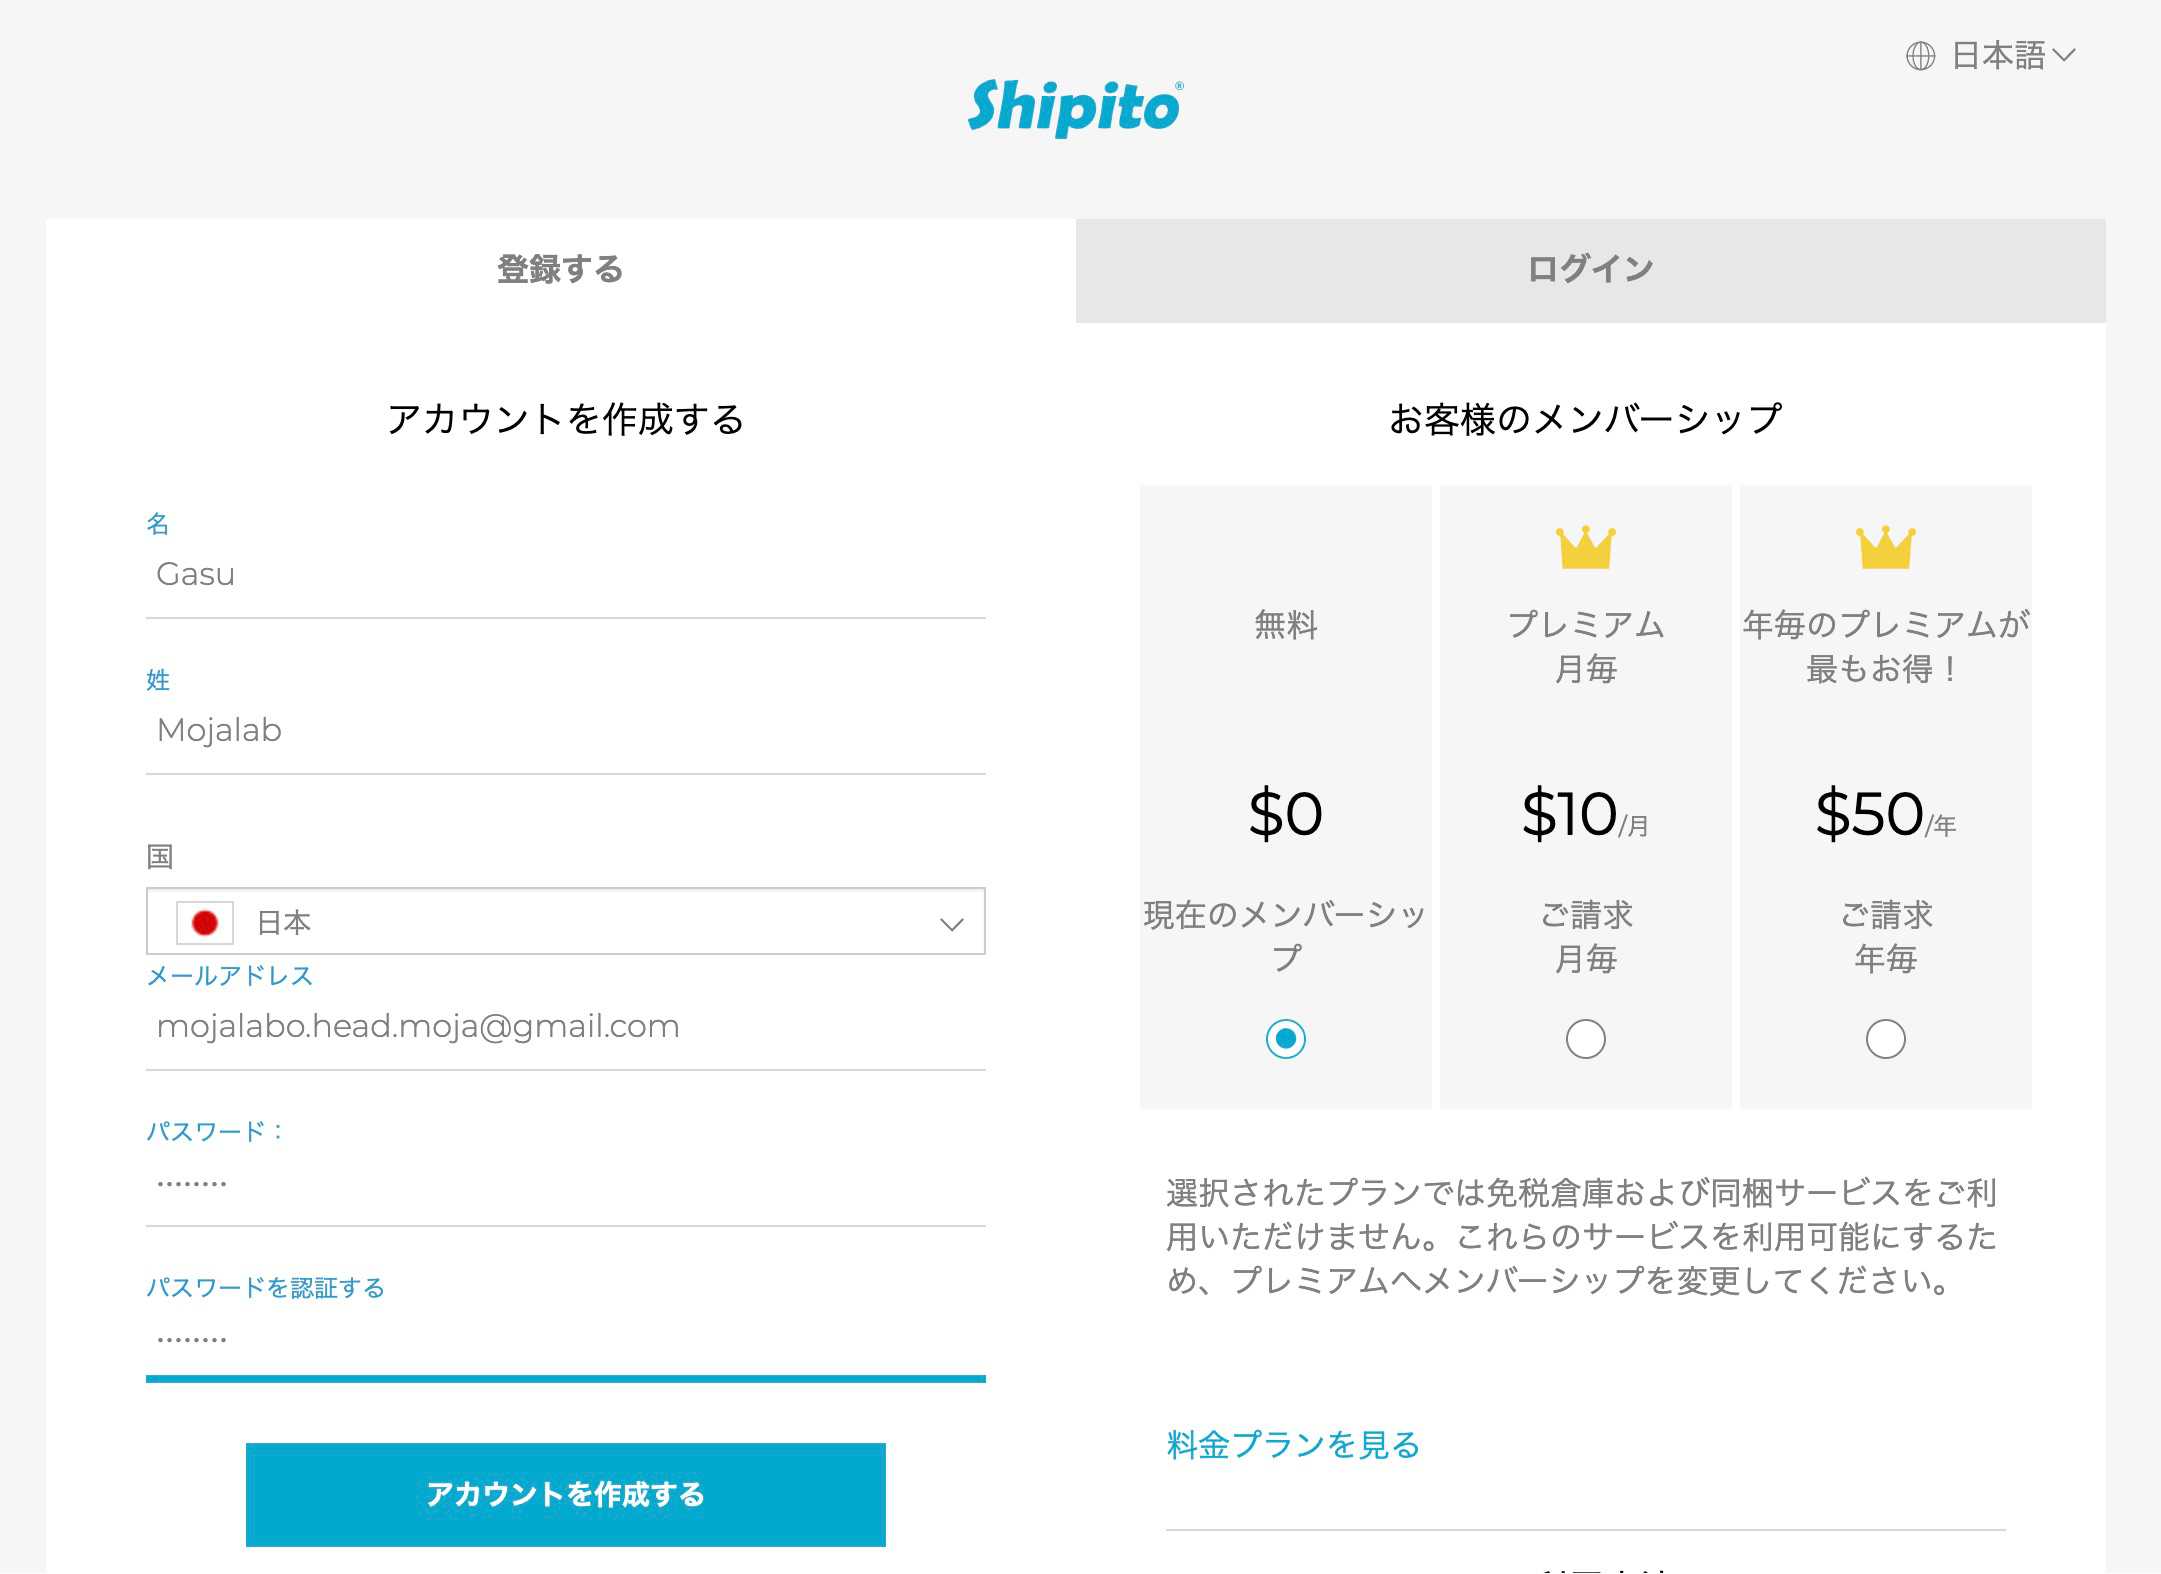 日本語
Shipito®
登録する
ログイン
アカウントを作成する
名
Gasu
姓
Mojalab
国
日本
メールアドレス
mojalabo.head.moja@gmail.com
パスワード：
........
パスワードを認証する
........
アカウントを作成する
お客様のメンバーシップ
無料
$0
現在のメンバーシッ
プ
プレミアム
月毎
$10/月
ご請求
月毎
年毎のプレミアムが
最もお得！
$50/年
ご請求
年毎
選択されたプランでは免税倉庫および同梱サービスをご利
用いただけません。これらのサービスを利用可能にするた
め、プレミアムへメンバーシップを変更してください。
料金プランを見る